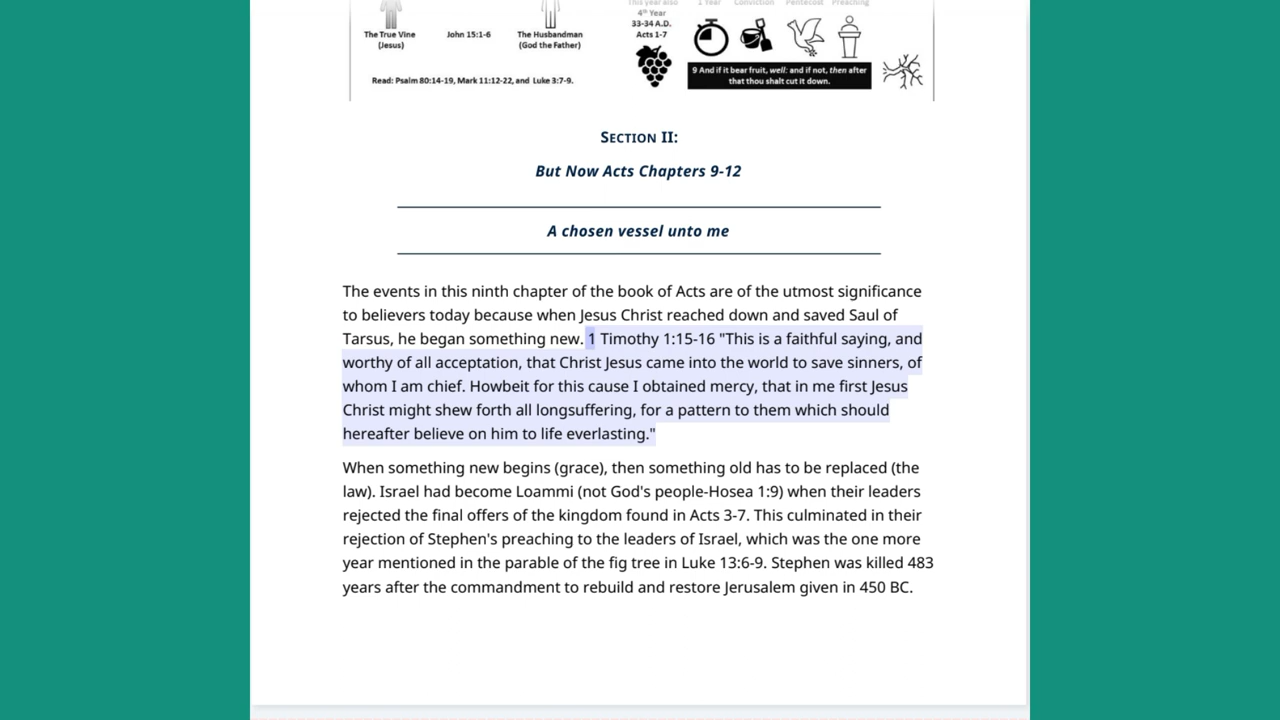 This year also
1 Year
Conviction
Pentecost
Preaching
4th Year
33-34 A.D.
Acts 1-7
The True Vine
(Jesus)
John 15:1-6
The Husbandman
(God the Father)
Read: Psalm 80:14-19, Mark 11:12-22, and Luke 3:7-9.
9 And if it bear fruit, well: and if not, then after
that thou shalt cut it down.
Section II:
But Now Acts Chapters 9-12
A chosen vessel unto me
The events in this ninth chapter of the book of Acts are of the utmost significance
to believers today because when Jesus Christ reached down and saved Saul of
Tarsus, he began something new. 1 Timothy 1:15-16 "This is a faithful saying, and
worthy of all acceptation, that Christ Jesus came into the world to save sinners, of
whom I am chief. Howbeit for this cause I obtained mercy, that in me first Jesus
Christ might shew forth all longsuffering, for a pattern to them which should
hereafter believe on him to life everlasting."
When something new begins (grace), then something old has to be replaced (the
law). Israel had become Loammi (not God's people-Hosea 1:9) when their leaders
rejected the final offers of the kingdom found in Acts 3-7. This culminated in their
rejection of Stephen's preaching to the leaders of Israel, which was the one more
year mentioned in the parable of the fig tree in Luke 13:6-9. Stephen was killed 483
years after the commandment to rebuild and restore Jerusalem given in 450 BC.